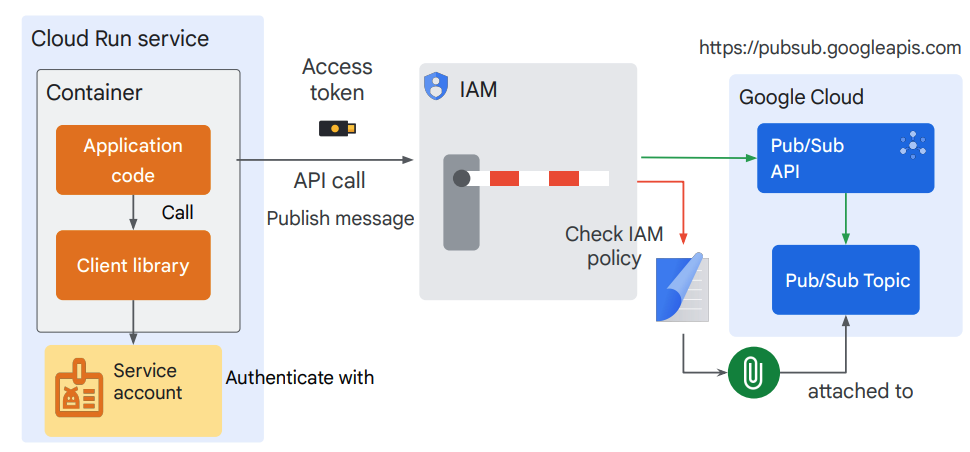 Cloud Run service
Container
Application
code
Call
Client library
Service
account
Authenticate with
Access
token
API call
Publish message
IAM
Check IAM
policy
https://pubsub.googleapis.com
Google Cloud
Pub/Sub
API
Pub/Sub Topic
attached to